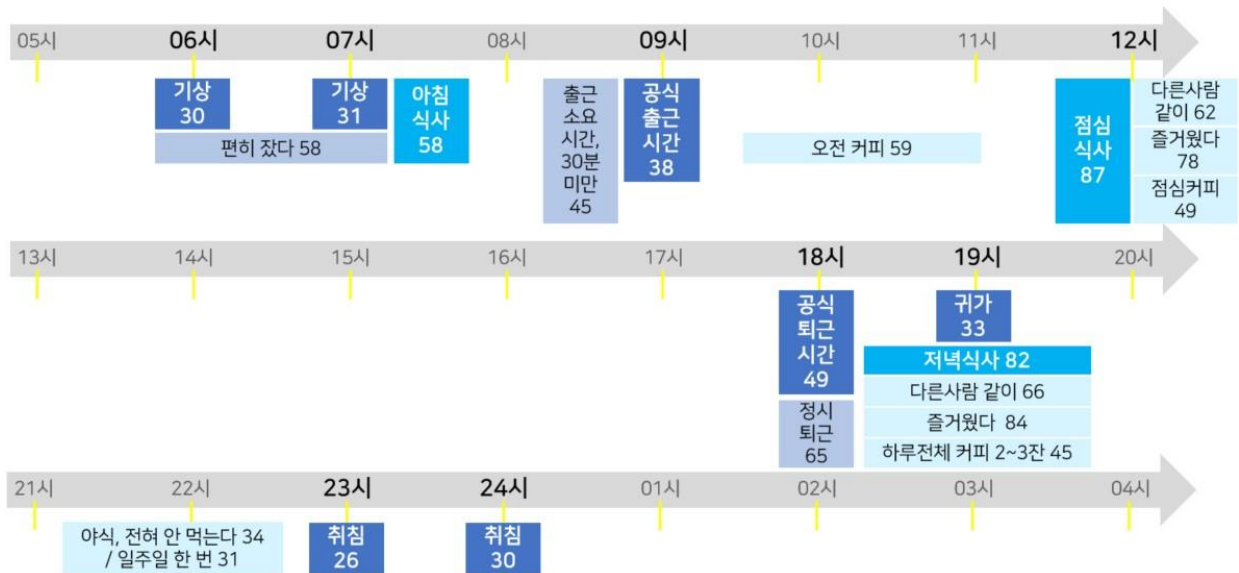 05시 06시 07시 08시 09시 10시 11시 12시
기상
30
기상
31
편히 잤다 58
아침
식사
58
출근
소요
시간,
30분
미만
45
공식
출근
시간
38
오전 커피 59
점심
식사
87
다른사람
같이 62
즐거웠다
78
점심커피
49
13시 14시 15시 16시 17시 18시 19시 20시
공식
퇴근
시간
49
정시
퇴근
65
귀가
33
저녁식사 82
다른사람 같이 66
즐거웠다 84
하루전체 커피 2~3잔 45
21시 22시 23시 24시 01시 02시 03시 04시
야식, 전혀 안 먹는다 34
/ 일주일 한 번 31
취침
26
취침
30